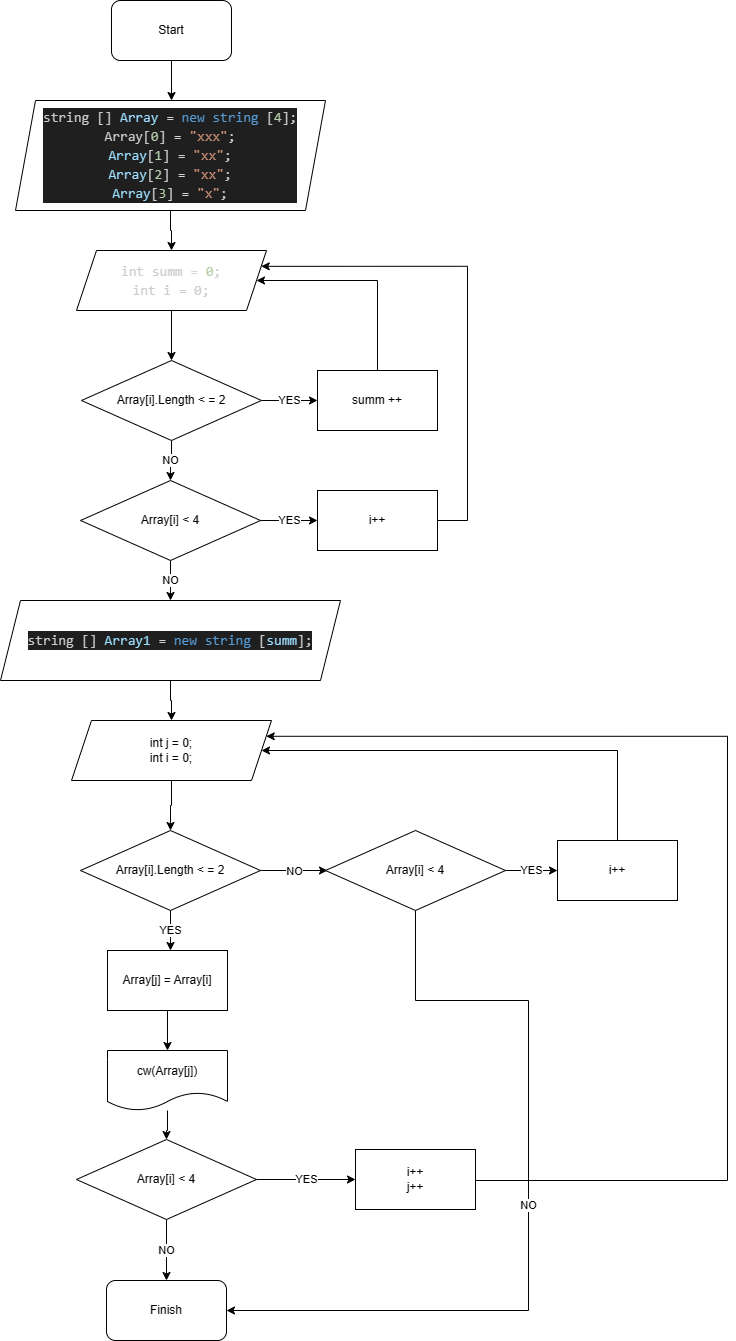 Start
string [] Array = new string [4];
Array[0] = "xxx";
Array[1] = "xx";
Array[2] = "xx";
Array[3] = "x";
int summ = 0;
int i = 0;
Array[i].Length < = 2
YES
summ ++
NO
Array[i] < 4
YES
i++
NO
string [] Array1 = new string [summ];
int j = 0;
int i = 0;
Array[i].Length < = 2
NO
Array[i] < 4
YES
i++
YES
Array[j] = Array[i]
cw(Array[j])
Array[i] < 4
YES
i++
j++
NO
NO
Finish